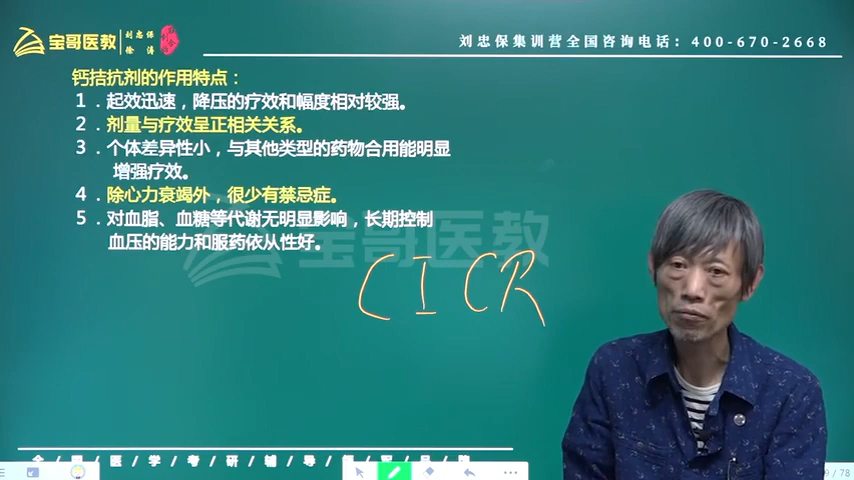 宝哥医教
刘忠保
徐涛
刘忠保集训营全国咨询电话：400-670-2668
钙拮抗剂的作用特点：
1．起效迅速，降压的疗效和幅度相对较强。
2．剂量与疗效呈正相关关系。
3．个体差异性小，与其他类型的药物合用能明显
增强疗效。
4．除心力衰竭外，很少有禁忌症。
5．对血脂、血糖等代谢无明显影响，长期控制
血压的能力和服药依从性好。
宝哥医教
CICR
/ 医 / 学 / 考 / 研 / 辅 / 导 /
/ 78